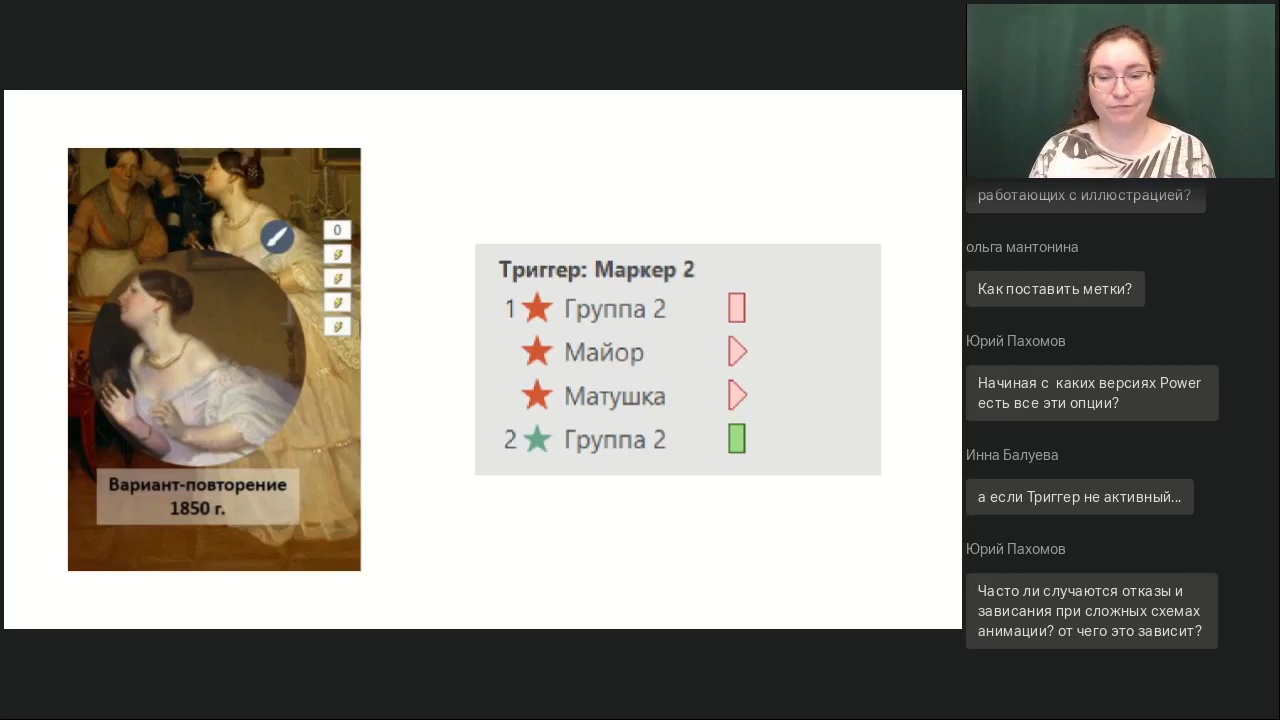 0
Вариант-повторение
1850 г.
Триггер: Маркер 2
1 Группа 2
Майор
Матушка
2 Группа 2
работающих с иллюстрацией?
ольга мантонина
Как поставить метки?
Юрий Пахомов
Начиная с каких версиях Power
есть все эти опции?
Инна Балуева
а если Триггер не активный...
Юрий Пахомов
Часто ли случаются отказы и
зависания при сложных схемах
анимации? от чего это зависит?